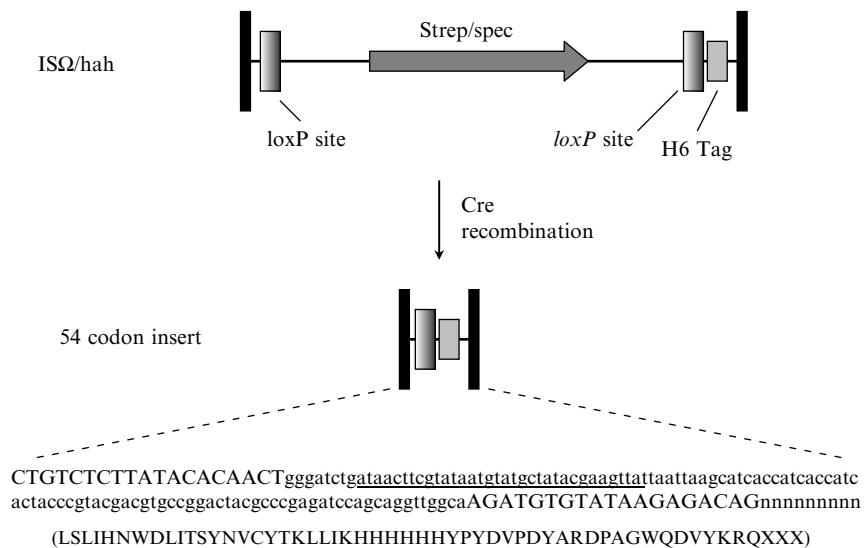 Strep/spec
ISΩ/hah
loxP site
loxP site
H6 Tag
Cre
recombination
54 codon insert
CTGTCTCTTATACACAACTgggatctgataacttcgtataatgtatgctatacgaagttattaattaagcatcaccatcaccatc
actacccgtacgacgtgccggactacgcccgagatccagcaggttggcaAGATGTGTATAAGAGACAGnnnnnnnnn
(LSLIHNWDLITSYNVCYTKLLIKHHHHHHYPYDVPDYARDPAGWQDVYKRQXXX)